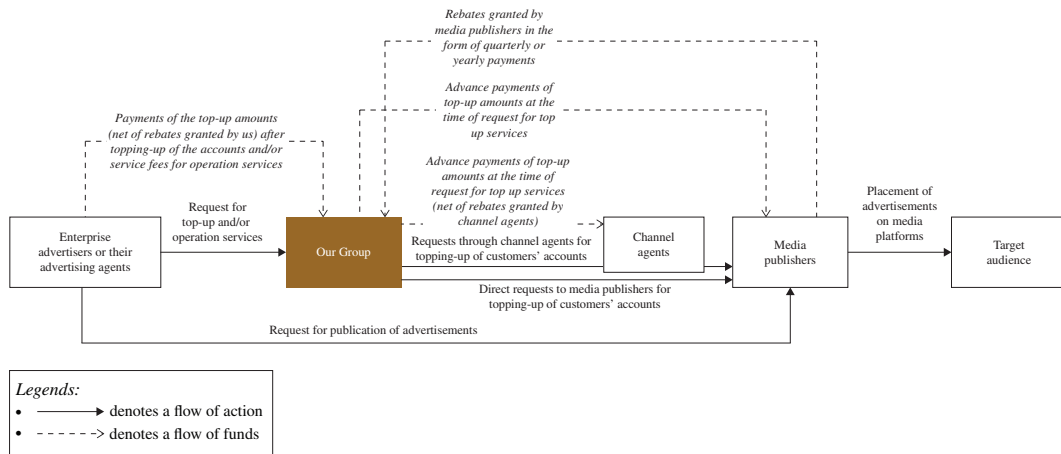 Rebates granted by
media publishers in the
form of quarterly or
yearly payments
Advance payments of
top-up amounts at the
time of request for top
up services
Payments of the top-up amounts
(net of rebates granted by us) after
topping-up of the accounts and/or
service fees for operation services
Advance payments of top-up
amounts at the time of
request for top up services
(net of rebates granted by
channel agents)
Placement of
advertisements
on media
platforms
Request for
top-up and/or
operation services
Enterprise
advertisers or their
advertising agents
Our Group
Requests through channel agents for
topping-up of customers’ accounts
Channel
agents
Media
publishers
Target
audience
Direct requests to media publishers for
topping-up of customers’ accounts
Request for publication of advertisements
Legends:
• denotes a flow of action
• denotes a flow of funds